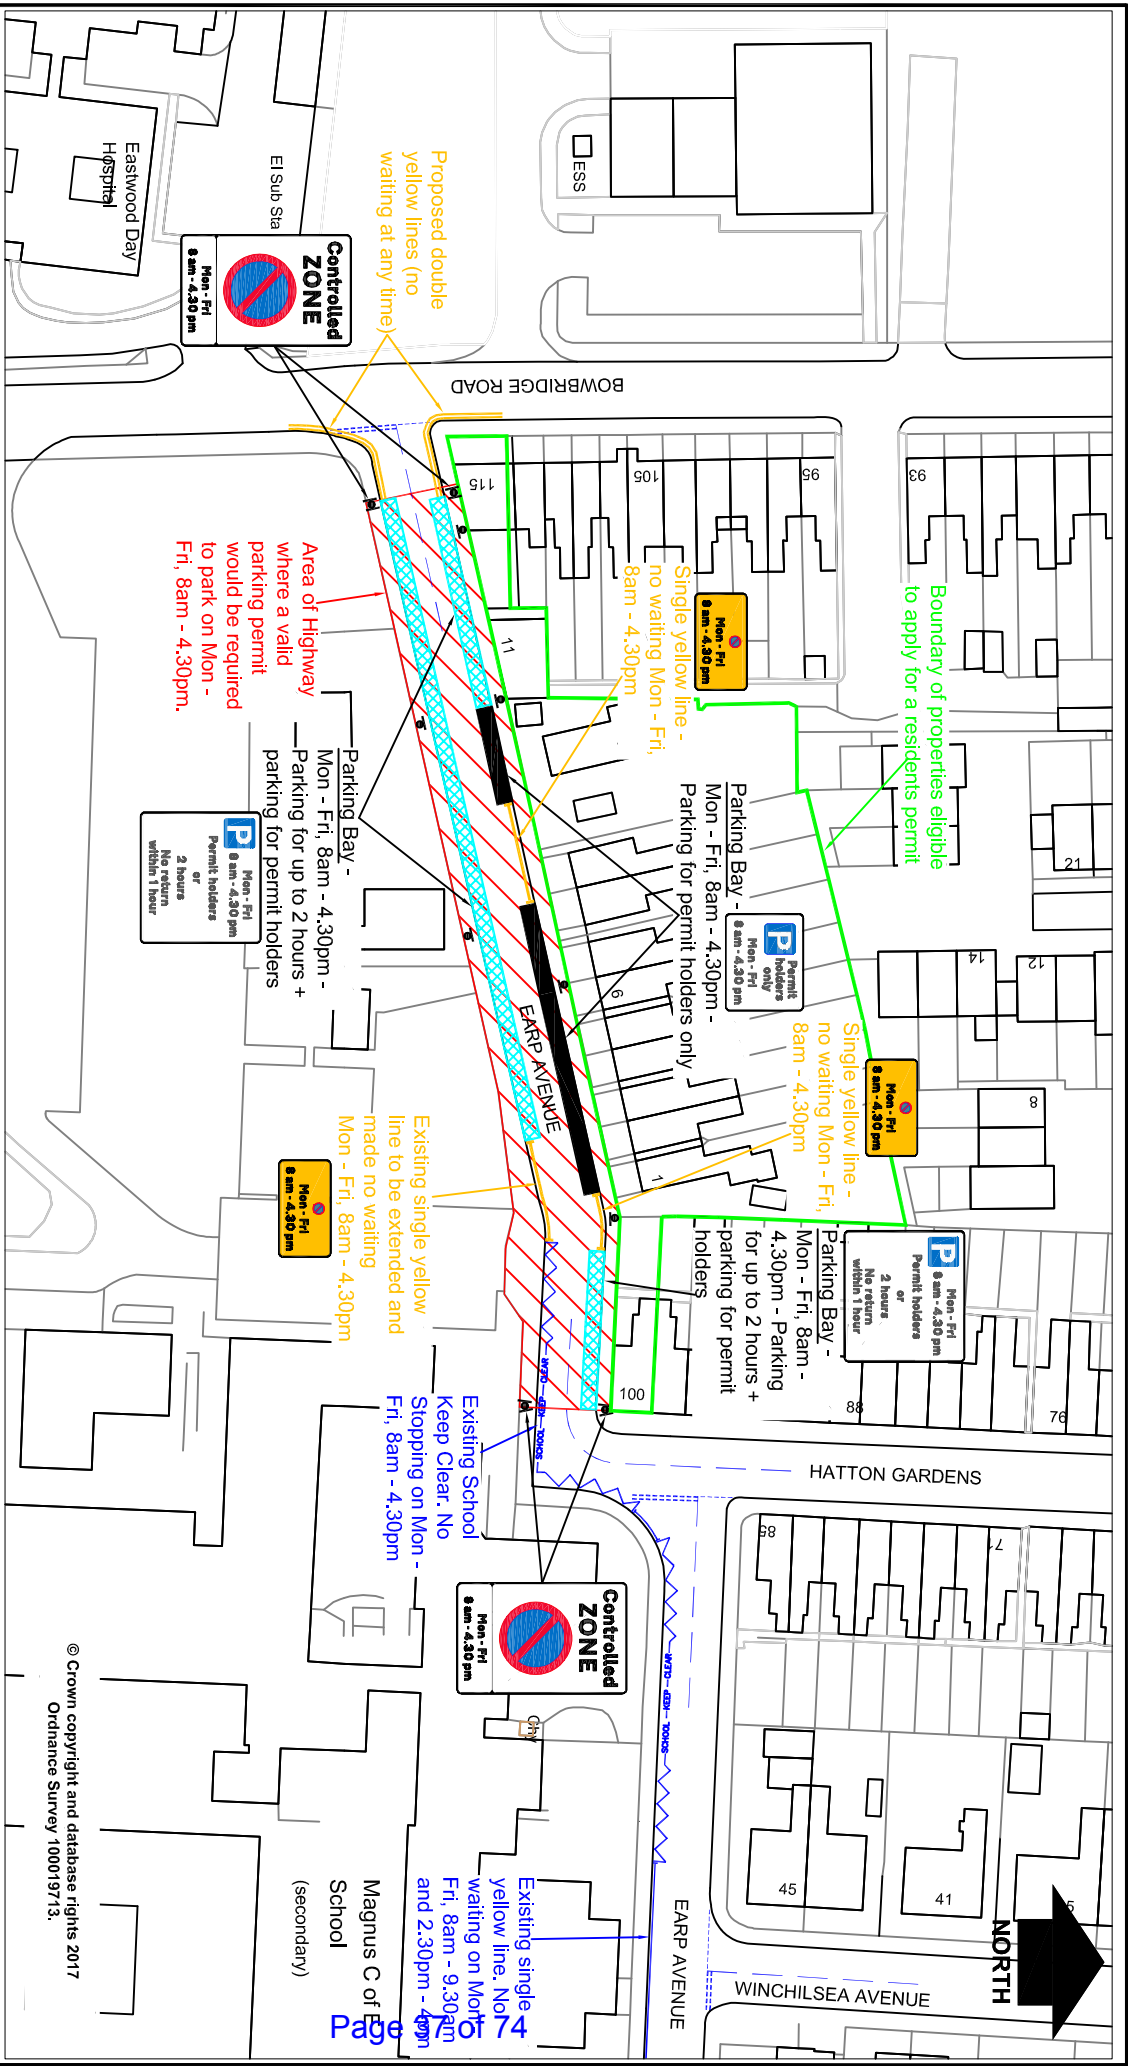 Eastwood Day
Hospital
El Sub Sta
ESS
Proposed double
yellow lines (no
waiting at any time)
Controlled
ZONE
Mon - Fri
8 am - 4.30 pm
BOWBRIDGE ROAD
115
105
95
93
11
Boundary of properties eligible
to apply for a residents permit
Single yellow line -
no waiting Mon - Fri,
8am - 4.30pm
Mon - Fri
8 am - 4.30 pm
Area of Highway
where a valid
parking permit
would be required
to park on Mon -
Fri, 8am - 4.30pm.
Parking Bay -
Mon - Fri, 8am - 4.30pm -
Parking for up to 2 hours +
parking for permit holders
P
Mon - Fri
8 am - 4.30 pm
Permit holders
or
2 hours
No return
within 1 hour
Parking Bay -
Mon - Fri, 8am - 4.30pm -
Parking for permit holders only
P
Permit
holders
only
Mon - Fri
8 am - 4.30 pm
21
14
12
8
6
1
EARP AVENUE
Single yellow line -
no waiting Mon - Fri,
8am - 4.30pm
Mon - Fri
8 am - 4.30 pm
Existing single yellow
line to be extended and
made no waiting
Mon - Fri, 8am - 4.30pm
Mon - Fri
8 am - 4.30 pm
Parking Bay -
Mon - Fri, 8am -
4.30pm - Parking
for up to 2 hours +
parking for permit
holders
P
Mon - Fri
8 am - 4.30 pm
Permit holders
or
2 hours
No return
within 1 hour
100
88
76
SCHOOL — KEEP — CLEAR
HATTON GARDENS
Existing School
Keep Clear. No
Stopping on Mon -
Fri, 8am - 4.30pm
85
71
Controlled
ZONE
Mon - Fri
8 am - 4.30 pm
SCHOOL — KEEP — CLEAR
Chy
45
41
EARP AVENUE
WINCHILSEA AVENUE
Existing single
yellow line. No
waiting on Mon -
Fri, 8am - 9.30am
and 2.30pm - 4pm
Magnus C of E
School
(secondary)
NORTH
© Crown copyright and database rights 2017
Ordnance Survey 100019713.
Page 37 of 74